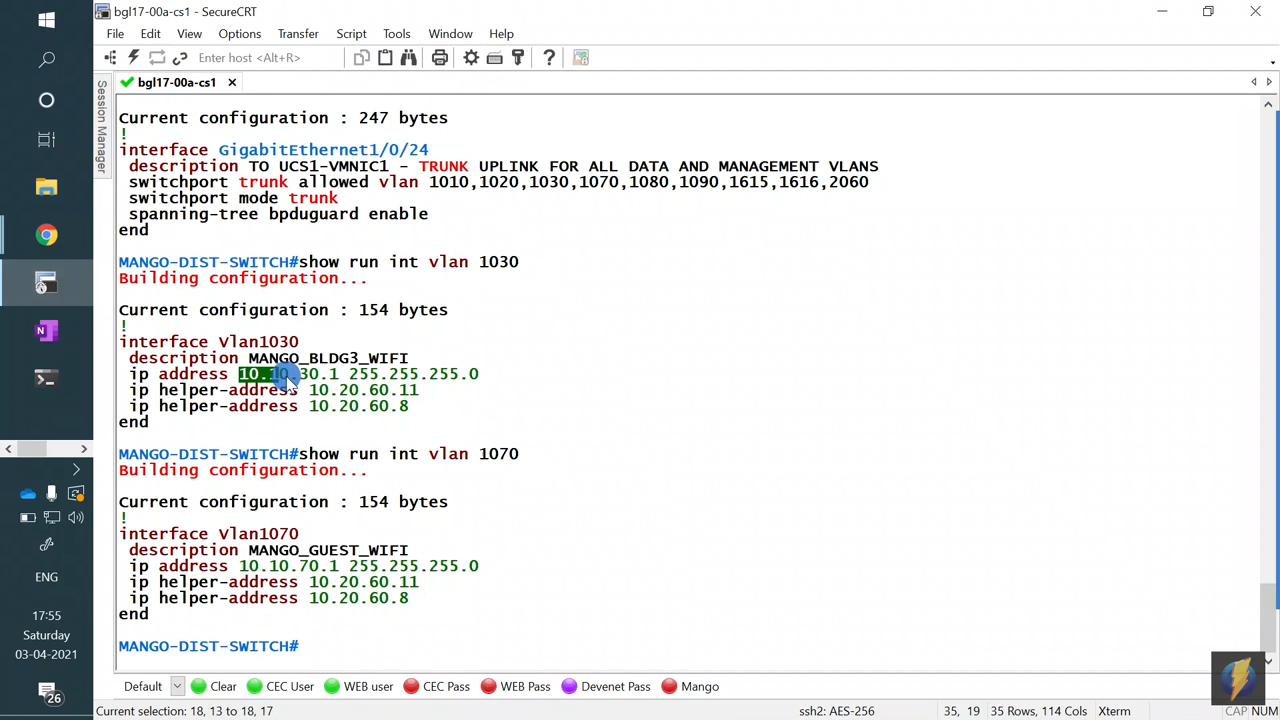 bgl17-00a-cs1 - SecureCRT
File Edit View Options Transfer Script Tools Window Help
Enter host <Alt+R>
bgl17-00a-cs1
Session Manager
Current configuration : 247 bytes
!
interface GigabitEthernet1/0/24
description TO UCS1-VMNIC1 - TRUNK UPLINK FOR ALL DATA AND MANAGEMENT VLANS
switchport trunk allowed vlan 1010,1020,1030,1070,1080,1090,1615,1616,2060
switchport mode trunk
spanning-tree bpduguard enable
end
MANGO-DIST-SWITCH#show run int vlan 1030
Building configuration...
Current configuration : 154 bytes
!
interface Vlan1030
description MANGO_BLDG3_WIFI
ip address 10.10.30.1 255.255.255.0
ip helper-address 10.20.60.11
ip helper-address 10.20.60.8
end
MANGO-DIST-SWITCH#show run int vlan 1070
Building configuration...
Current configuration : 154 bytes
!
interface Vlan1070
description MANGO_GUEST_WIFI
ip address 10.10.70.1 255.255.255.0
ip helper-address 10.20.60.11
ip helper-address 10.20.60.8
end
MANGO-DIST-SWITCH#
ENG
17:55
Saturday
03-04-2021
26
Default Clear CEC User WEB user CEC Pass WEB Pass Devenet Pass Mango
Current selection: 18, 13 to 18, 17 ssh2: AES-256 35, 19 35 Rows, 114 Cols Xterm CAP NUM